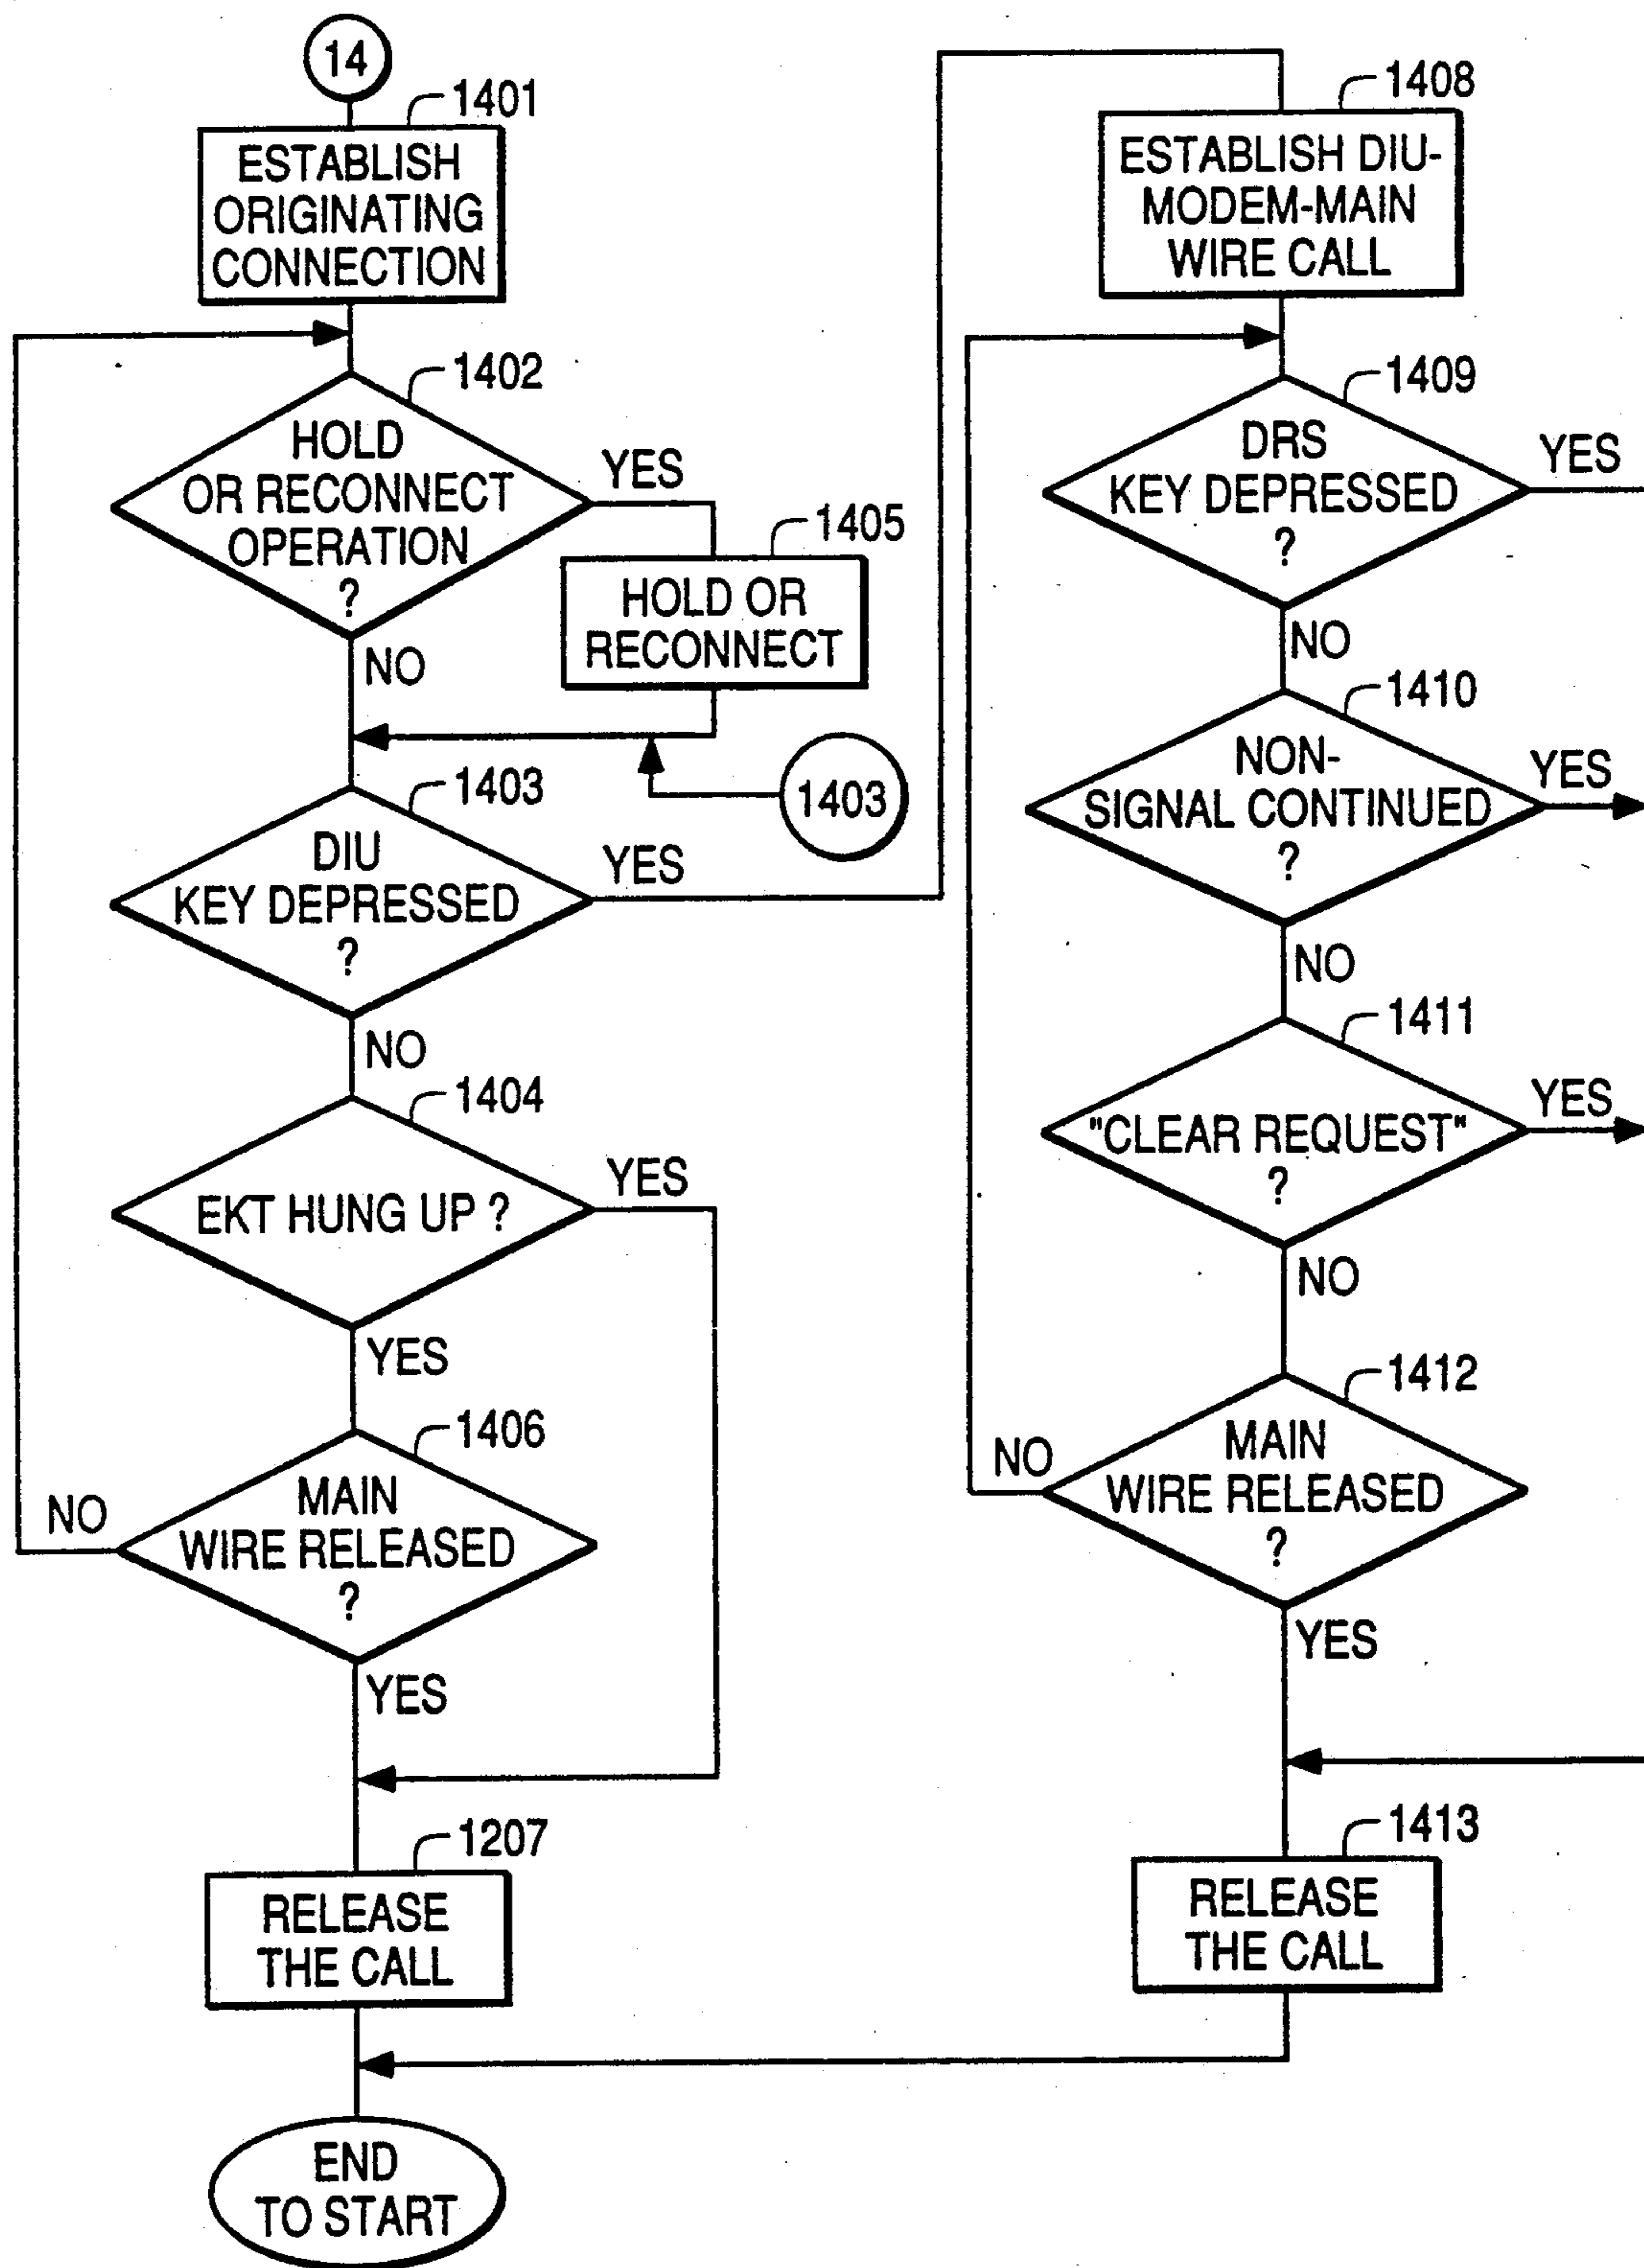 14
1401
ESTABLISH
ORIGINATING
CONNECTION
1402
HOLD
OR RECONNECT
OPERATION
?
YES
NO
1405
HOLD OR
RECONNECT
1403
1403
DIU
KEY DEPRESSED
?
YES
NO
1404
EKT HUNG UP ?
YES
YES
1406
MAIN
WIRE RELEASED
?
NO
YES
1207
RELEASE
THE CALL
END
TO START
1408
ESTABLISH DIU-
MODEM-MAIN
WIRE CALL
1409
DRS
KEY DEPRESSED
?
YES
NO
1410
NON-
SIGNAL CONTINUED
?
YES
NO
1411
"CLEAR REQUEST"
?
YES
NO
1412
MAIN
WIRE RELEASED
?
NO
YES
1413
RELEASE
THE CALL